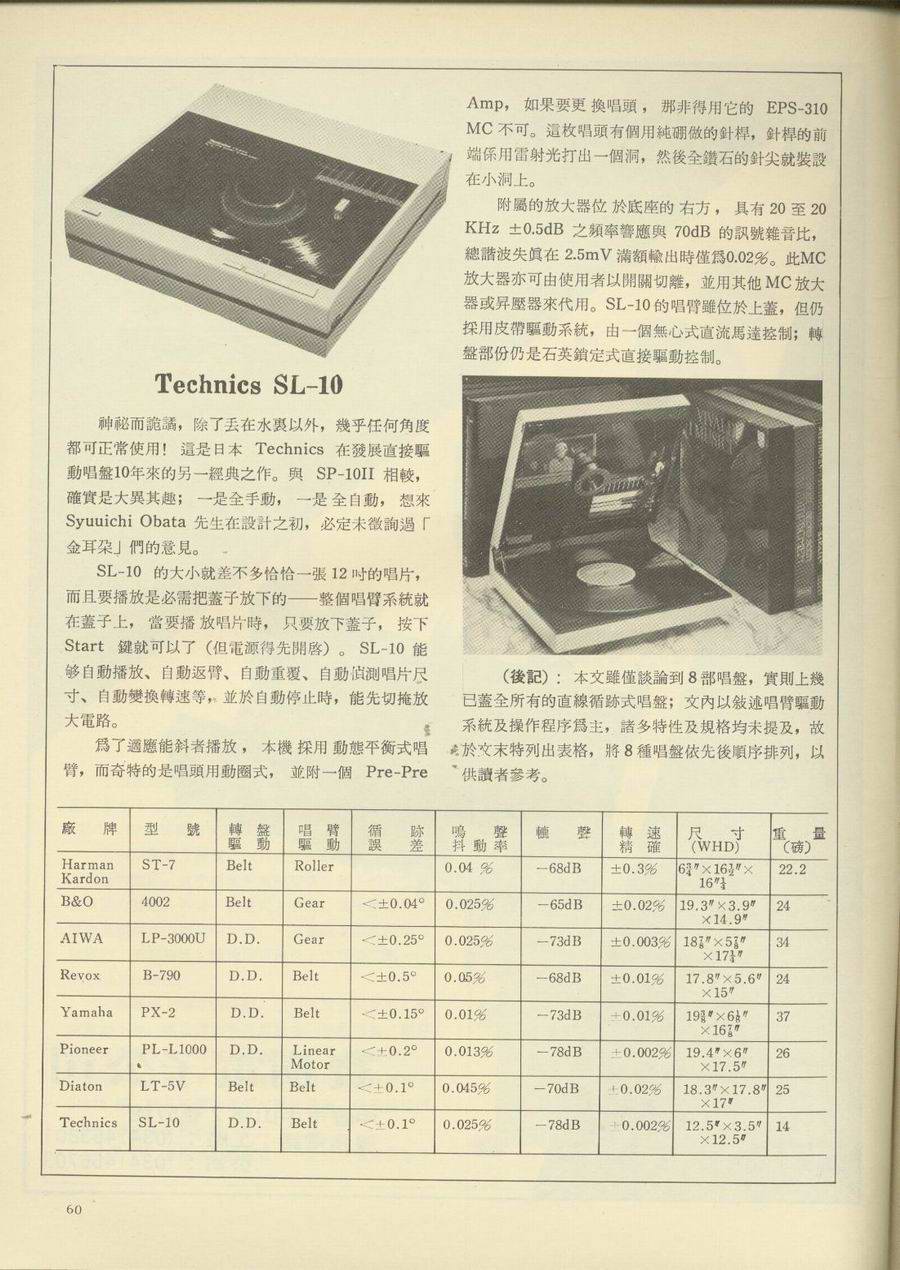 Technics SL-10
神祕而詭譎，除了丟在水裏以外，幾乎任何角度
都可正常使用！這是日本 Technics 在發展直接驅
動唱盤10年來的另一經典之作。與 SP-10II 相較，
確實是大異其趣；一是全手動，一是全自動，想來
Syuuichi Obata 先生在設計之初，必定未徵詢過「
金耳朶」們的意見。
SL-10 的大小就差不多恰恰一張 12 吋的唱片，
而且要播放是必需把蓋子放下的——整個唱臂系統就
在蓋子上，當要播放唱片時，只要放下蓋子，按下
Start 鍵就可以了（但電源得先開啓）。SL-10 能
够自動播放、自動返臂、自動重覆、自動偵測唱片尺
寸、自動變換轉速等，並於自動停止時，能先切掩放
大電路。
爲了適應能斜者播放，本機採用動態平衡式唱
臂，而奇特的是唱頭用動圈式，並附一個 Pre-Pre
Amp，如果要更換唱頭，那非得用它的 EPS-310
MC 不可。這枚唱頭有個用純硼做的針桿，針桿的前
端係用雷射光打出一個洞，然後全鑽石的針尖就裝設
在小洞上。
附屬的放大器位於底座的右方，具有 20 至 20
KHz ±0.5dB 之頻率響應與 70dB 的訊號雜音比，
總諧波失眞在 2.5mV 滿額輸出時僅爲0.02%。此MC
放大器亦可由使用者以開關切離，並用其他 MC 放大
器或昇壓器來代用。SL-10 的唱臂雖位於上蓋，但仍
採用皮帶驅動系統，由一個無心式直流馬達控制；轉
盤部份仍是石英鎖定式直接驅動控制。
（後記）：本文雖僅談論到 8 部唱盤，實則上幾
已蓋全所有的直線循跡式唱盤；文內以敍述唱臂驅動
系統及操作程序爲主，諸多特性及規格均未提及，故
於文末特列出表格，將 8 種唱盤依先後順序排列，以
供讀者參考。
廠牌 型號 轉盤驅動 唱臂驅動 循跡誤差 鳴聲抖動率 轆聲 轉速精確 尺寸(WHD) 重量(磅)
Harman Kardon ST-7 Belt Roller 0.04 % −68dB ±0.3% 6¾″×16½″×16″¼ 22.2
B&O 4002 Belt Gear <±0.04° 0.025% −65dB ±0.02% 19.3″×3.9″×14.9″ 24
AIWA LP-3000U D.D. Gear <±0.25° 0.025% −73dB ±0.003% 18⅞″×5⅞″×17¼″ 34
Revox B-790 D.D. Belt <±0.5° 0.05% −68dB ±0.01% 17.8″×5.6″×15″ 24
Yamaha PX-2 D.D. Belt <±0.15° 0.01% −73dB ±0.01% 19⅜″×6⅛″×16⅞″ 37
Pioneer PL-L1000 D.D. Linear Motor <±0.2° 0.013% −78dB ±0.002% 19.4″×6″×17.5″ 26
Diaton LT-5V Belt Belt <±0.1° 0.045% −70dB ±0.02% 18.3″×17.8″×17″ 25
Technics SL-10 D.D. Belt <±0.1° 0.025% −78dB ±0.002% 12.5″×3.5″×12.5″ 14
60